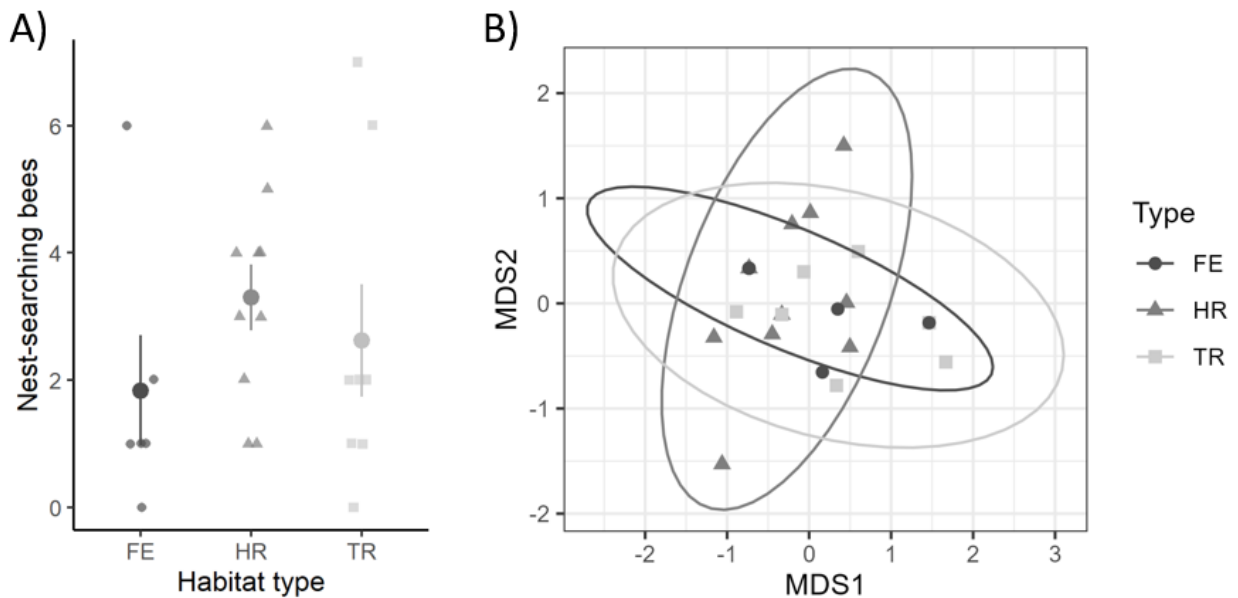 A)
Nest-searching bees
6
4
2
0
FE HR TR
Habitat type
B)
MDS2
2
1
0
-1
-2
-2 -1 0 1 2 3
MDS1
Type
FE
HR
TR